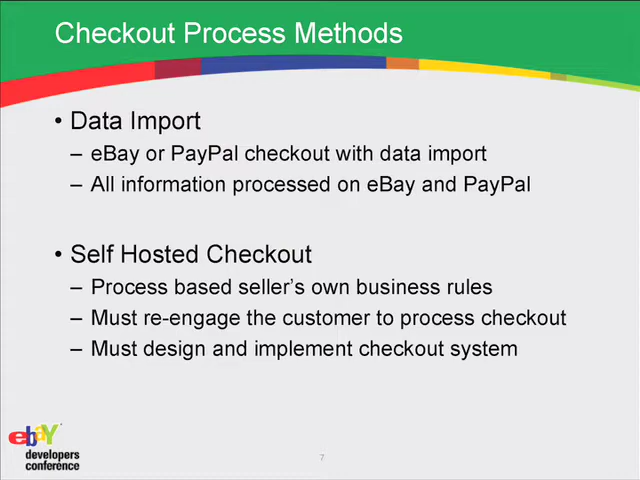 Checkout Process Methods
• Data Import
– eBay or PayPal checkout with data import
– All information processed on eBay and PayPal
• Self Hosted Checkout
– Process based seller's own business rules
– Must re-engage the customer to process checkout
– Must design and implement checkout system
ebaY
developers
conference
7